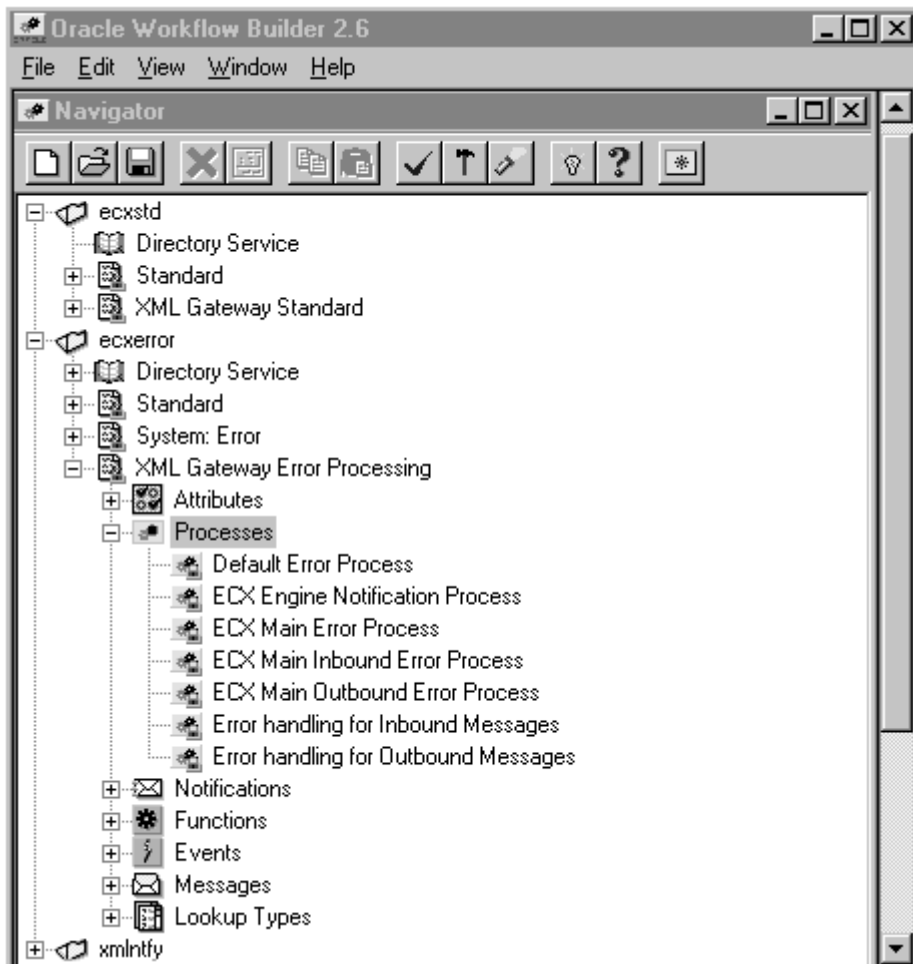 Oracle Workflow Builder 2.6
File Edit View Window Help
Navigator
ecxstd
Directory Service
Standard
XML Gateway Standard
ecxerror
Directory Service
Standard
System: Error
XML Gateway Error Processing
Attributes
Processes
Default Error Process
ECX Engine Notification Process
ECX Main Error Process
ECX Main Inbound Error Process
ECX Main Outbound Error Process
Error handling for Inbound Messages
Error handling for Outbound Messages
Notifications
Functions
Events
Messages
Lookup Types
xmlntfy